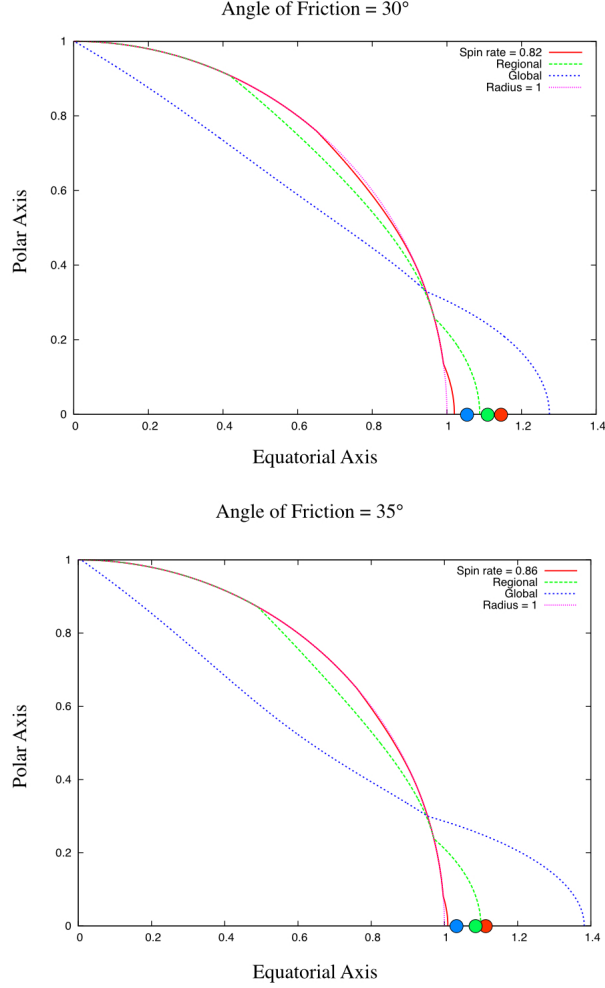 Angle of Friction = 30°
Spin rate = 0.82
Regional
Global
Radius = 1
1
0.8
0.6
0.4
0.2
0
Polar Axis
0 0.2 0.4 0.6 0.8 1 1.2 1.4
Equatorial Axis
Angle of Friction = 35°
Spin rate = 0.86
Regional
Global
Radius = 1
1
0.8
0.6
0.4
0.2
0
Polar Axis
0 0.2 0.4 0.6 0.8 1 1.2 1.4
Equatorial Axis